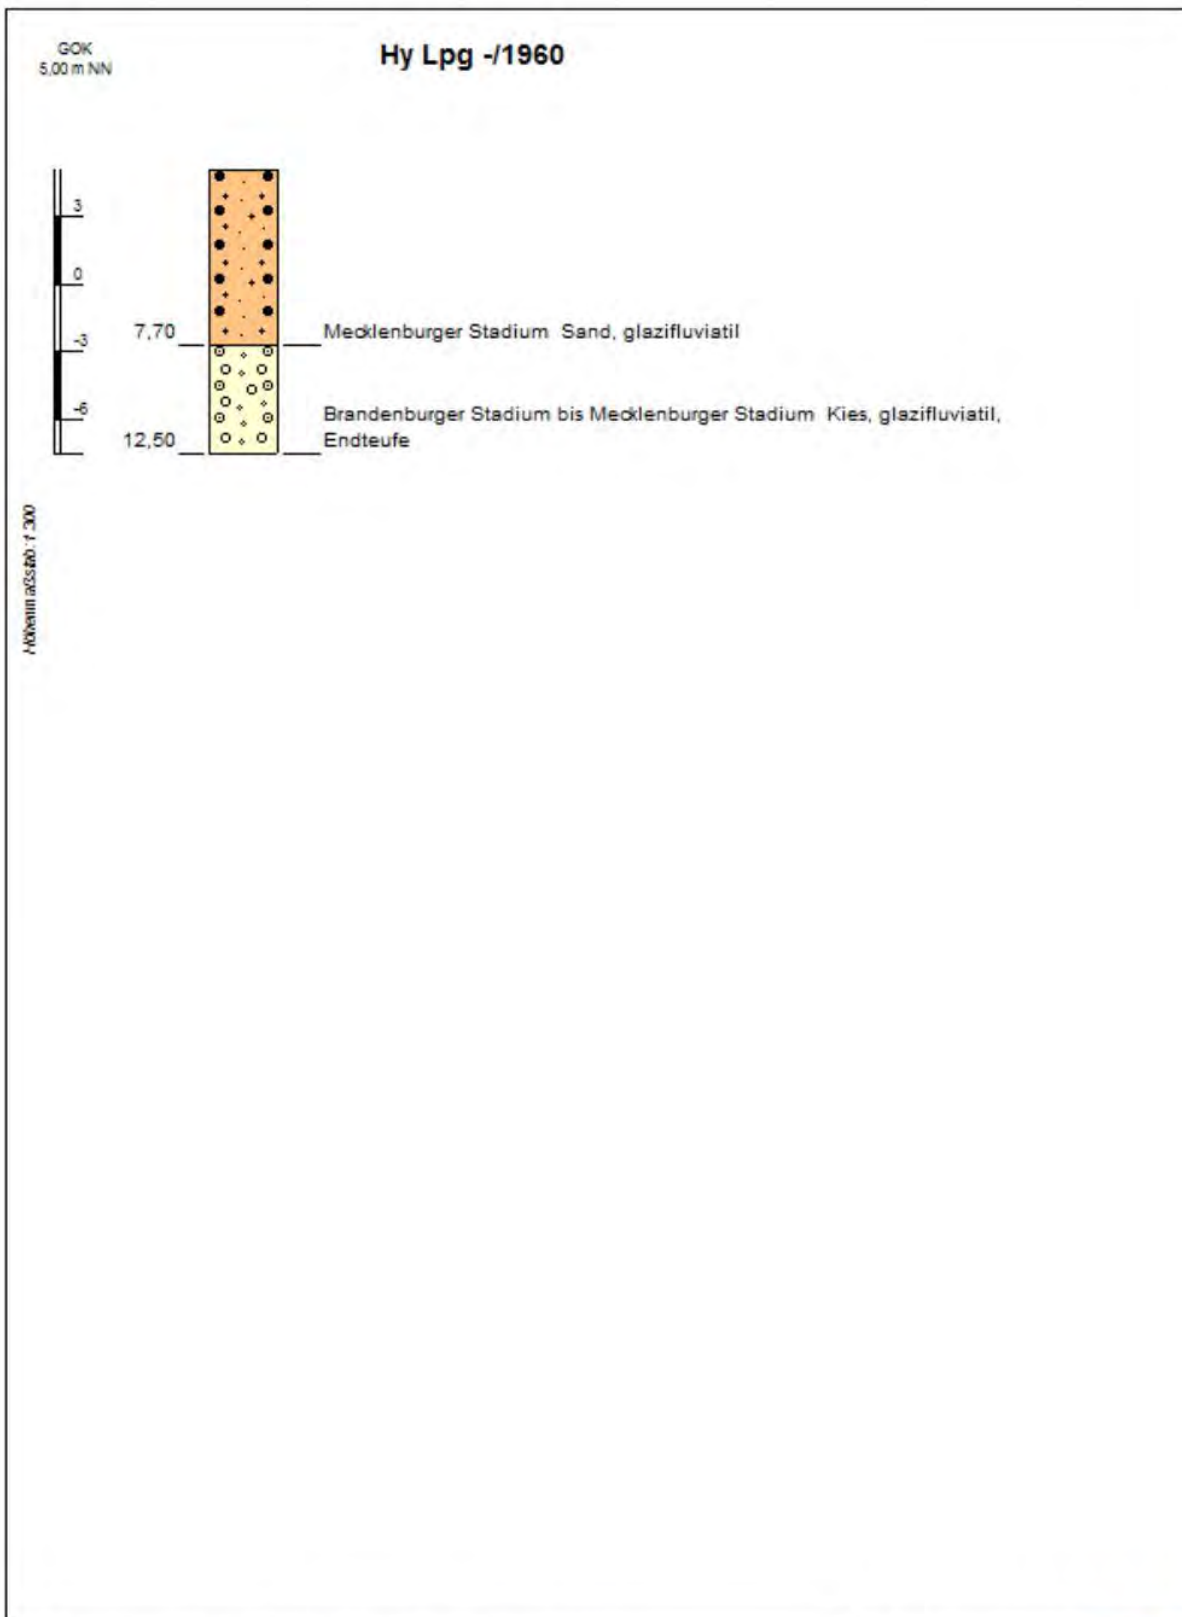 GOK
5,00 m NN
Hy Lpg -/1960
3
0
-3
-6
7,70
Mecklenburger Stadium Sand, glazifluviatil
Brandenburger Stadium bis Mecklenburger Stadium Kies, glazifluviatil,
12,50
Endteufe
Höhenmaßstab: 1:300